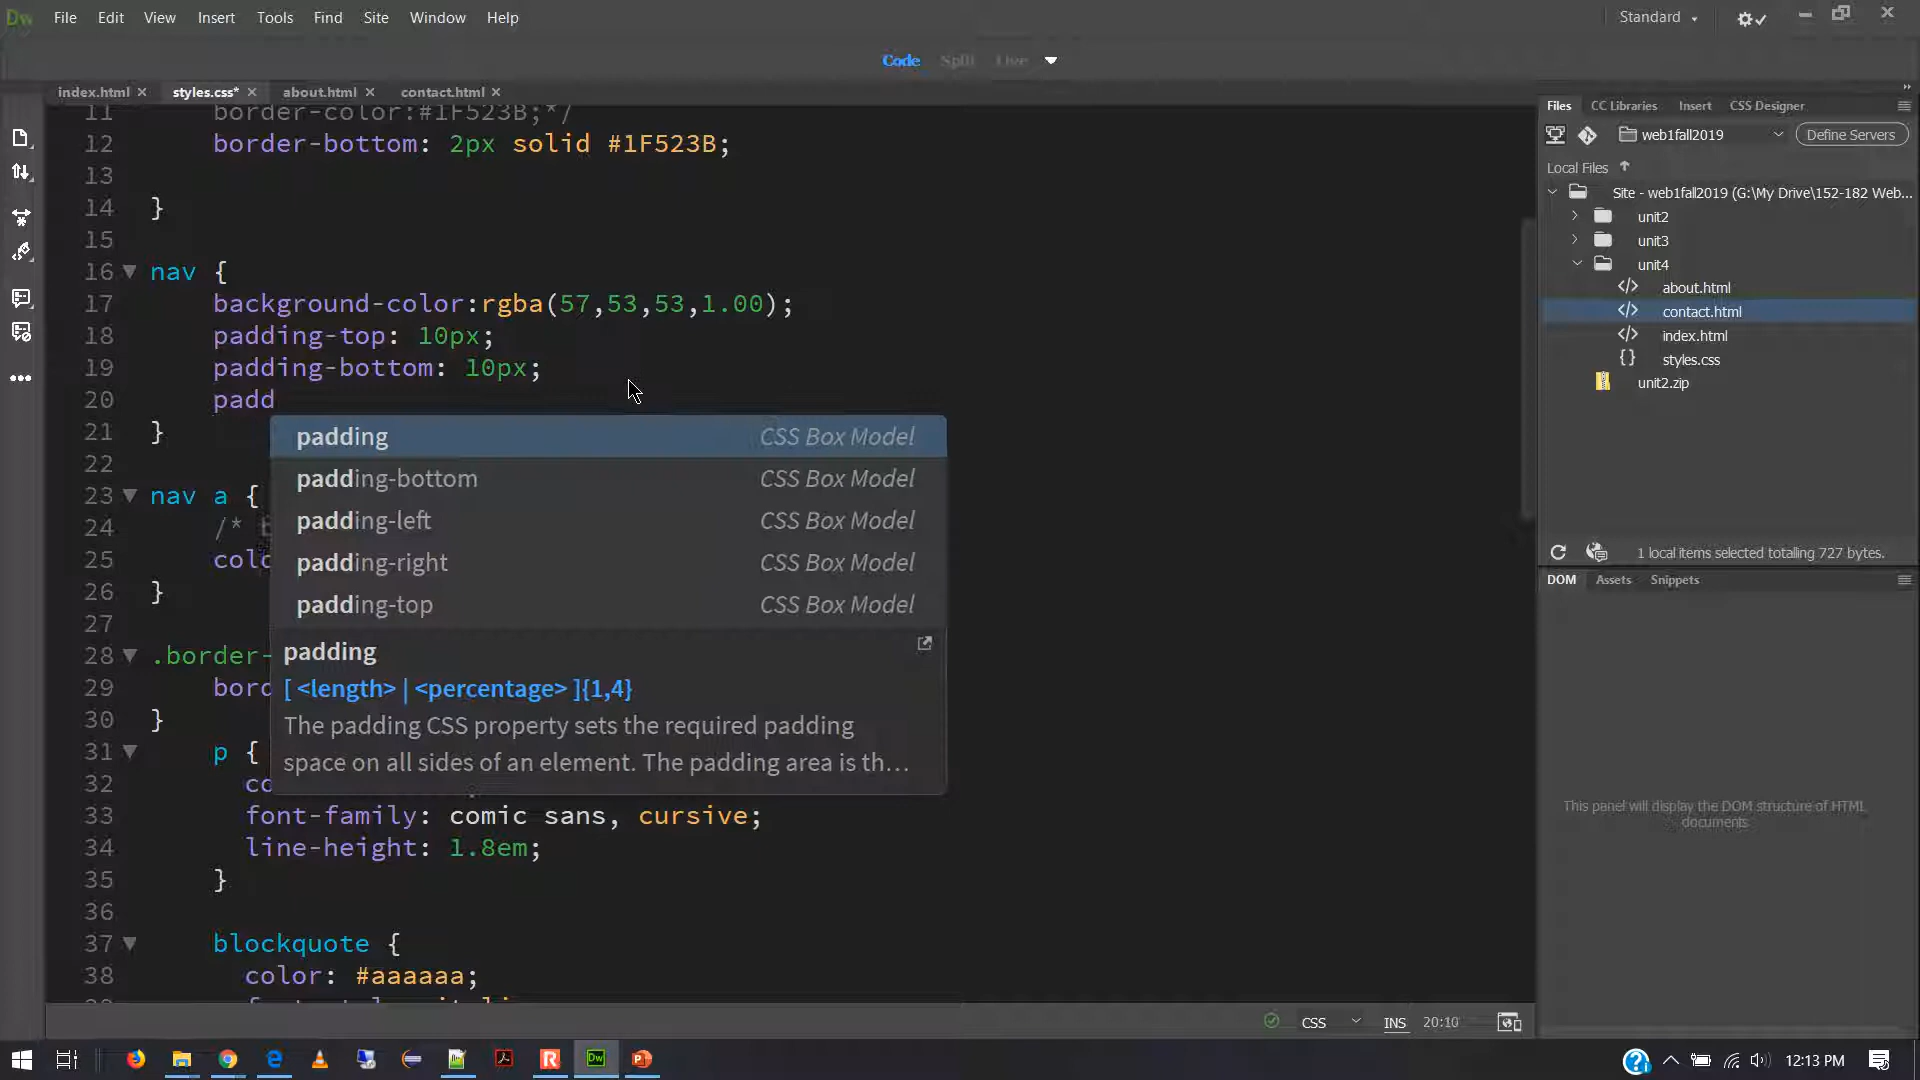 Dw File Edit View Insert Tools Find Site Window Help Standard
Code Split Live
index.html styles.css* about.html contact.html
11 border-color:#1F523B;*/
12 border-bottom: 2px solid #1F523B;
13
14 }
15
16 nav {
17 background-color:rgba(57,53,53,1.00);
18 padding-top: 10px;
19 padding-bottom: 10px;
20 padd
21 }
22
23 nav a {
24 /*
25 colo
26 }
27
28 .border-
29 bord
30 }
31 p {
32 co
33 font-family: comic sans, cursive;
34 line-height: 1.8em;
35 }
36
37 blockquote {
38 color: #aaaaaa;
padding CSS Box Model
padding-bottom CSS Box Model
padding-left CSS Box Model
padding-right CSS Box Model
padding-top CSS Box Model
padding
[ <length> | <percentage> ]{1,4}
The padding CSS property sets the required padding
space on all sides of an element. The padding area is th...
Files CC Libraries Insert CSS Designer
web1fall2019 Define Servers
Local Files
Site - web1fall2019 (G:\My Drive\152-182 Web...
unit2
unit3
unit4
about.html
contact.html
index.html
styles.css
unit2.zip
1 local items selected totalling 727 bytes.
DOM Assets Snippets
This panel will display the DOM structure of HTML
documents
CSS INS 20:10
12:13 PM